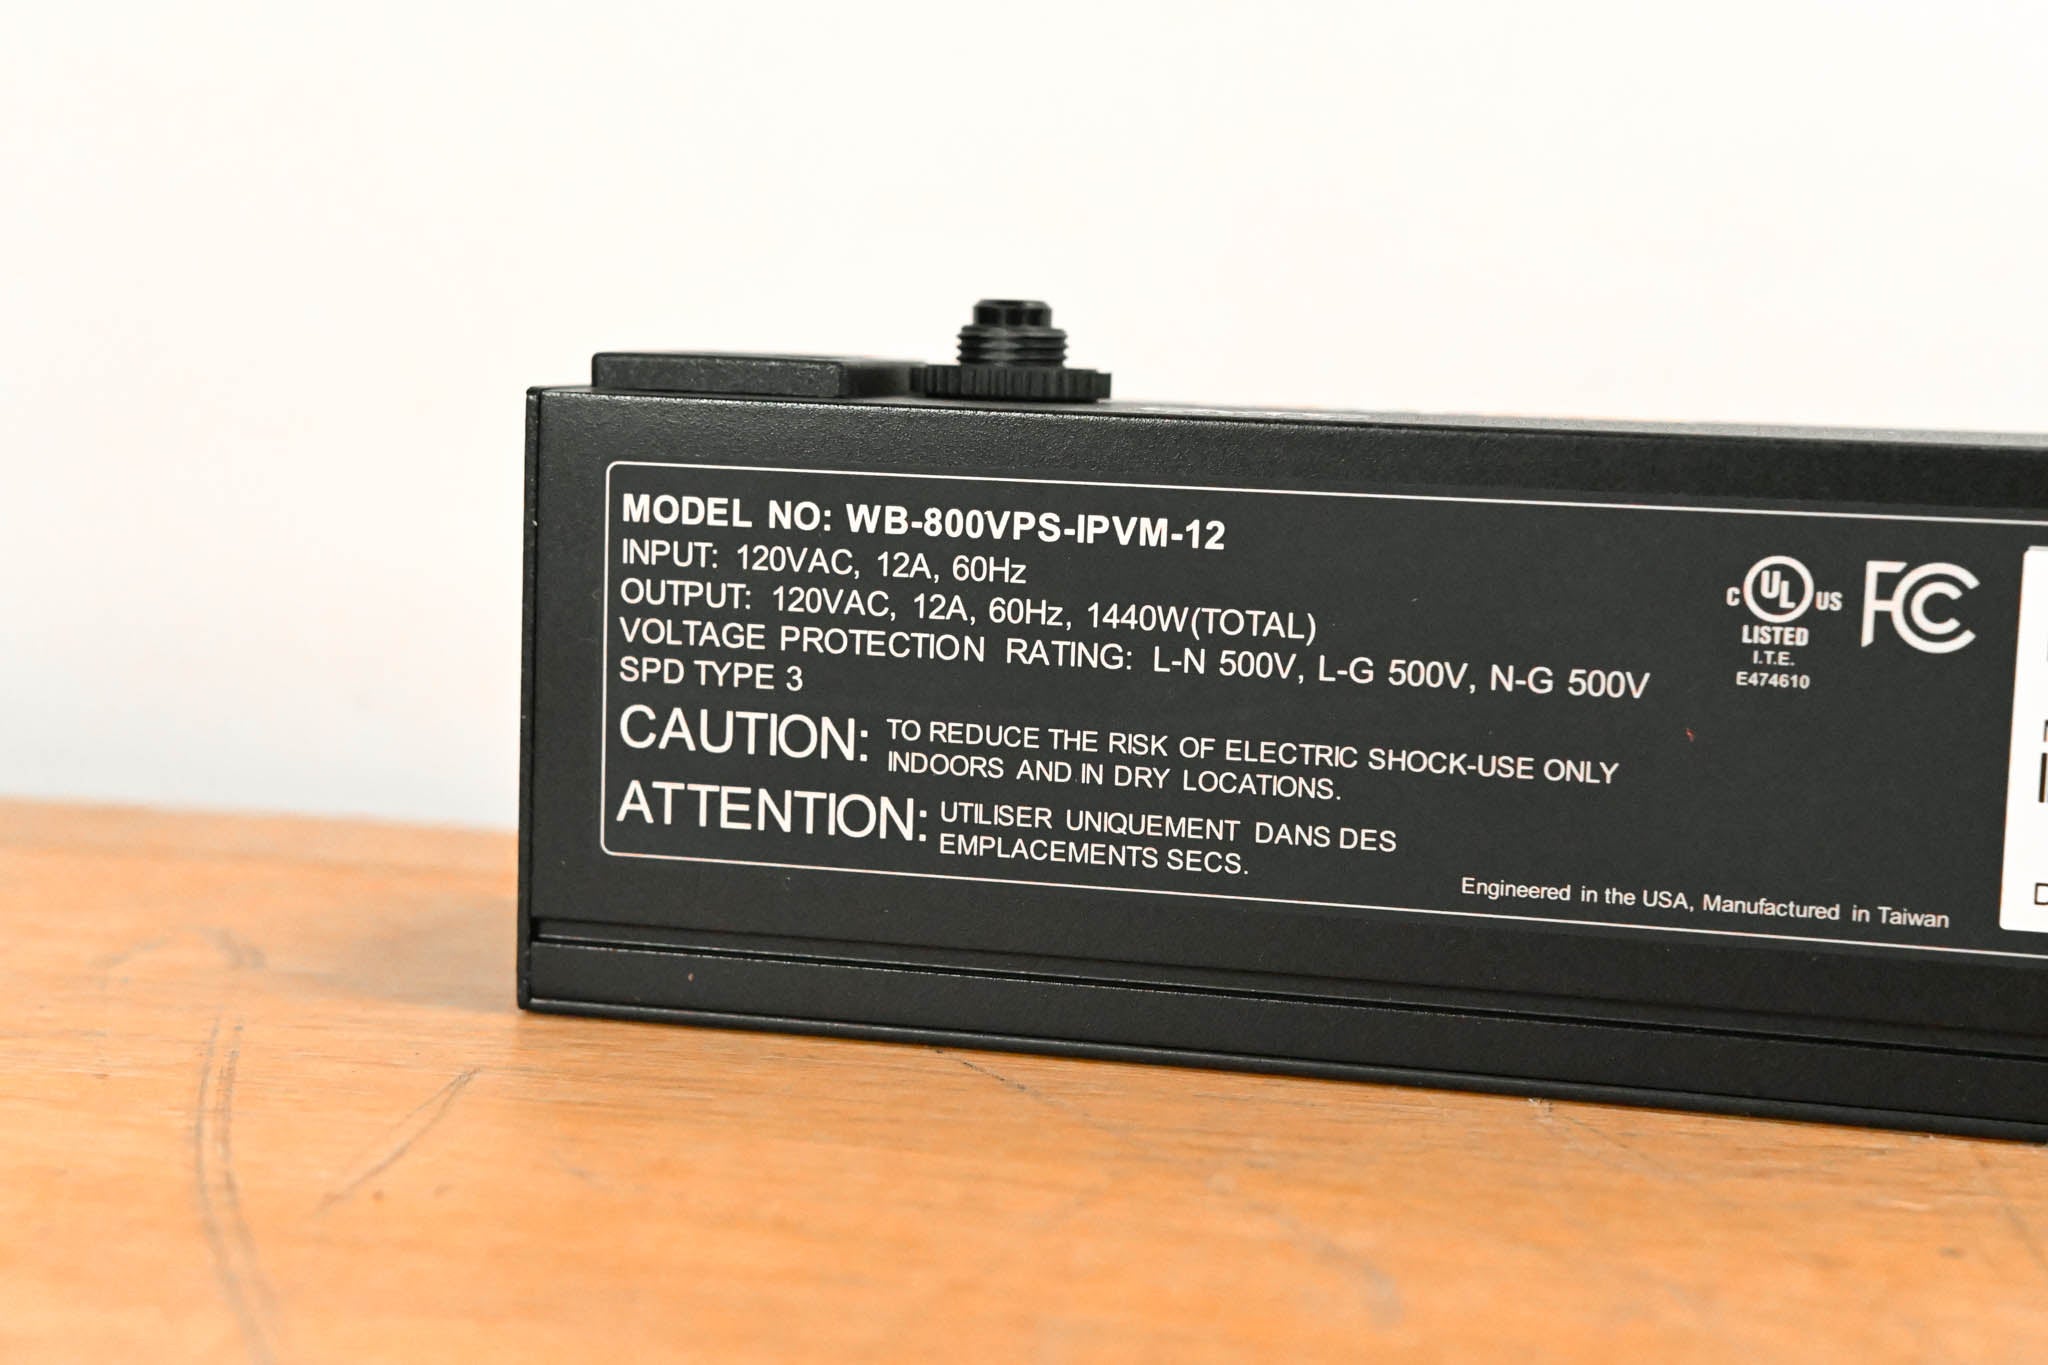 MODEL NO: WB-800VPS-IPVM-12
INPUT: 120VAC, 12A, 60Hz
OUTPUT: 120VAC, 12A, 60Hz, 1440W(TOTAL)
VOLTAGE PROTECTION RATING: L-N 500V, L-G 500V, N-G 500V
SPD TYPE 3
CAUTION: TO REDUCE THE RISK OF ELECTRIC SHOCK-USE ONLY
INDOORS AND IN DRY LOCATIONS.
ATTENTION: UTILISER UNIQUEMENT DANS DES
EMPLACEMENTS SECS.
C UL US
LISTED
I.T.E.
E474610
FC
Engineered in the USA, Manufactured in Taiwan